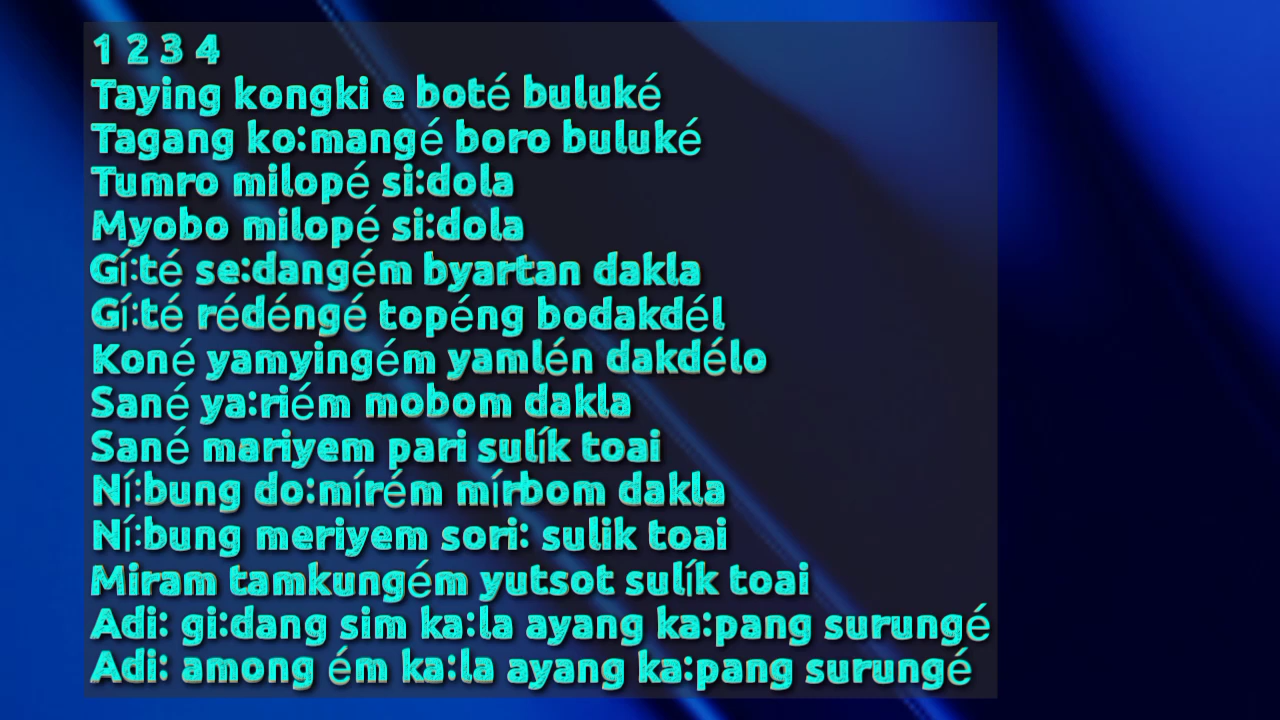 1 2 3 4
Taying kongki e boté buluké
Tagang ko:mangé boro buluké
Tumro milopé si:dola
Myobo milopé si:dola
Gí:té se:dangém byartan dakla
Gí:té rédéngé topéng bodakdél
Koné yamyingém yamlén dakdélo
Sané ya:riém mobom dakla
Sané mariyem pari sulík toai
Ní:bung do:mírém mírbom dakla
Ní:bung meriyem sori: sulik toai
Miram tamkungém yutsot sulík toai
Adi: gi:dang sim ka:la ayang ka:pang surungé
Adi: among ém ka:la ayang ka:pang surungé